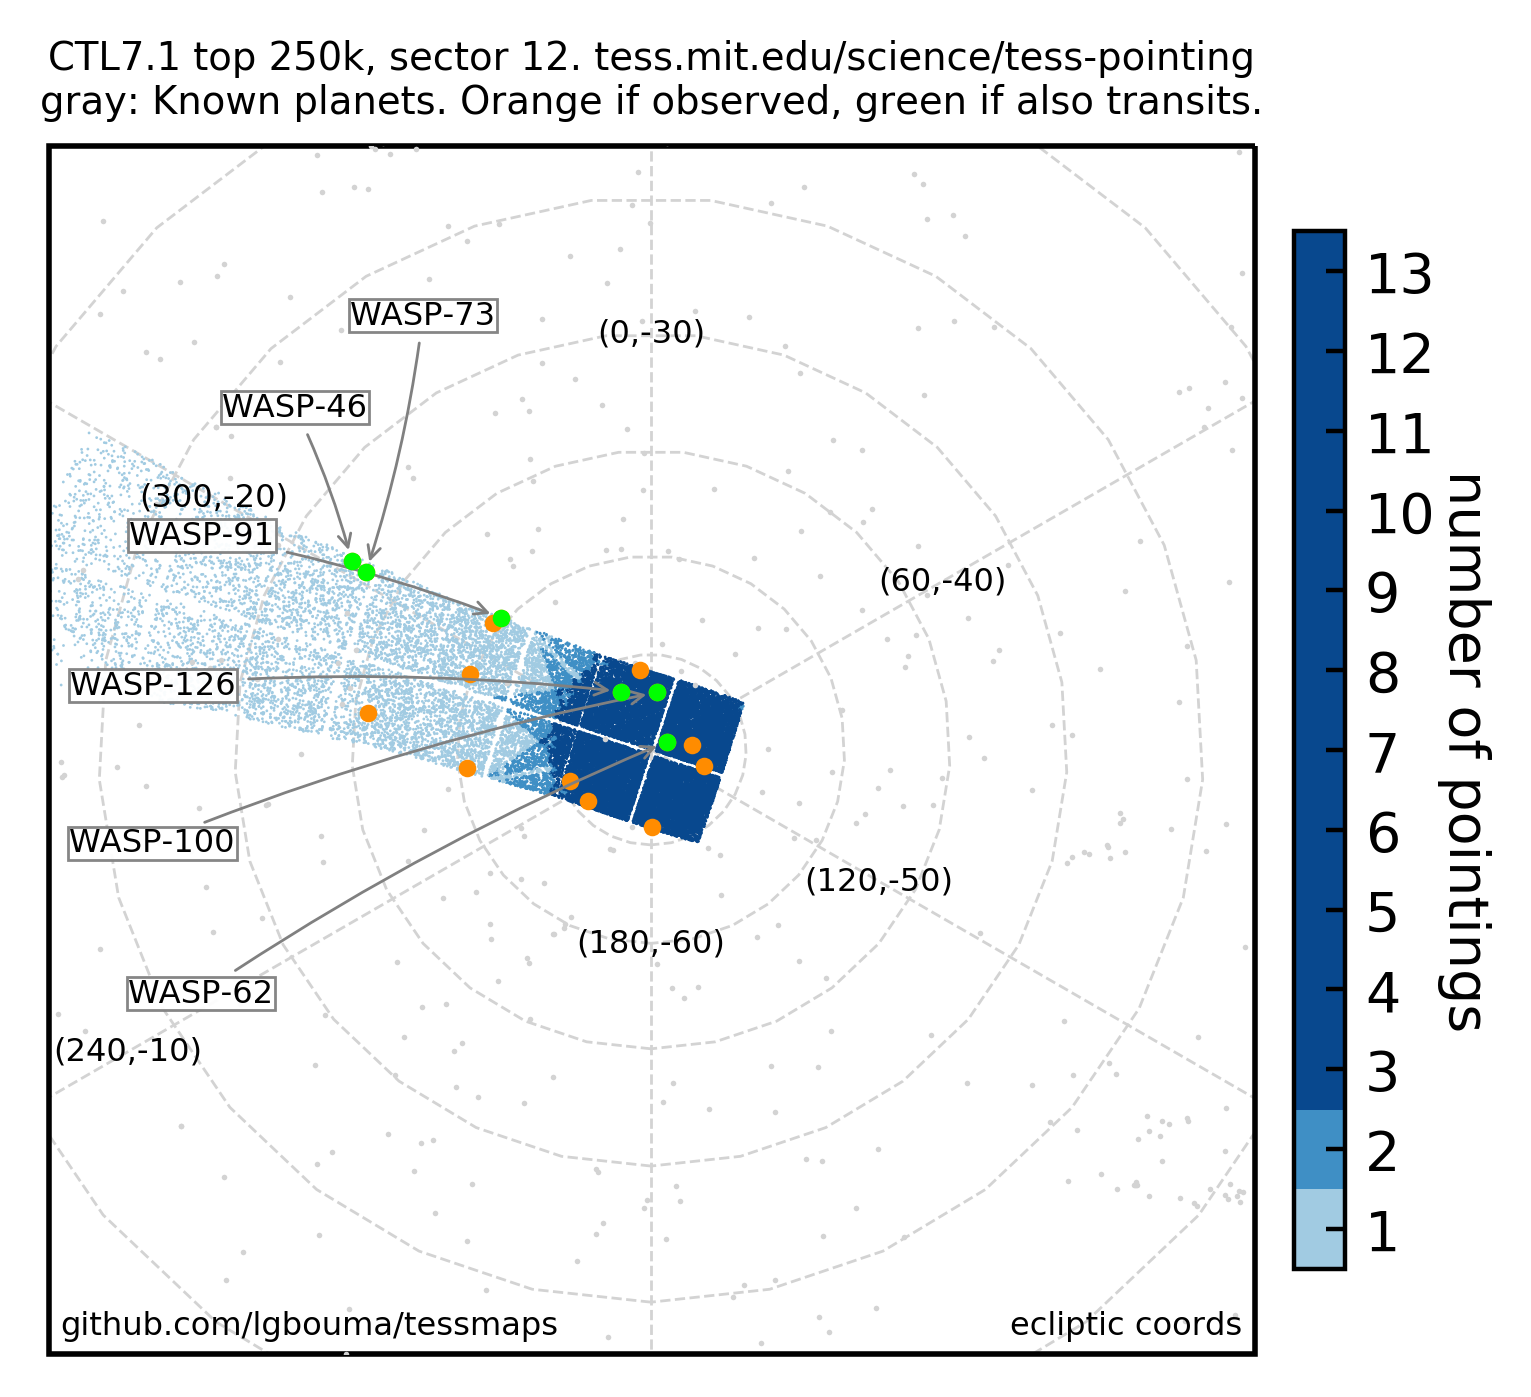 CTL7.1 top 250k, sector 12. tess.mit.edu/science/tess-pointing
gray: Known planets. Orange if observed, green if also transits.
WASP-73
(0,-30)
WASP-46
(300,-20)
WASP-91
(60,-40)
WASP-126
WASP-100
(120,-50)
(180,-60)
WASP-62
(240,-10)
github.com/lgbouma/tessmaps
ecliptic coords
13
12
11
10
9
8
7
6
5
4
3
2
1
number of pointings